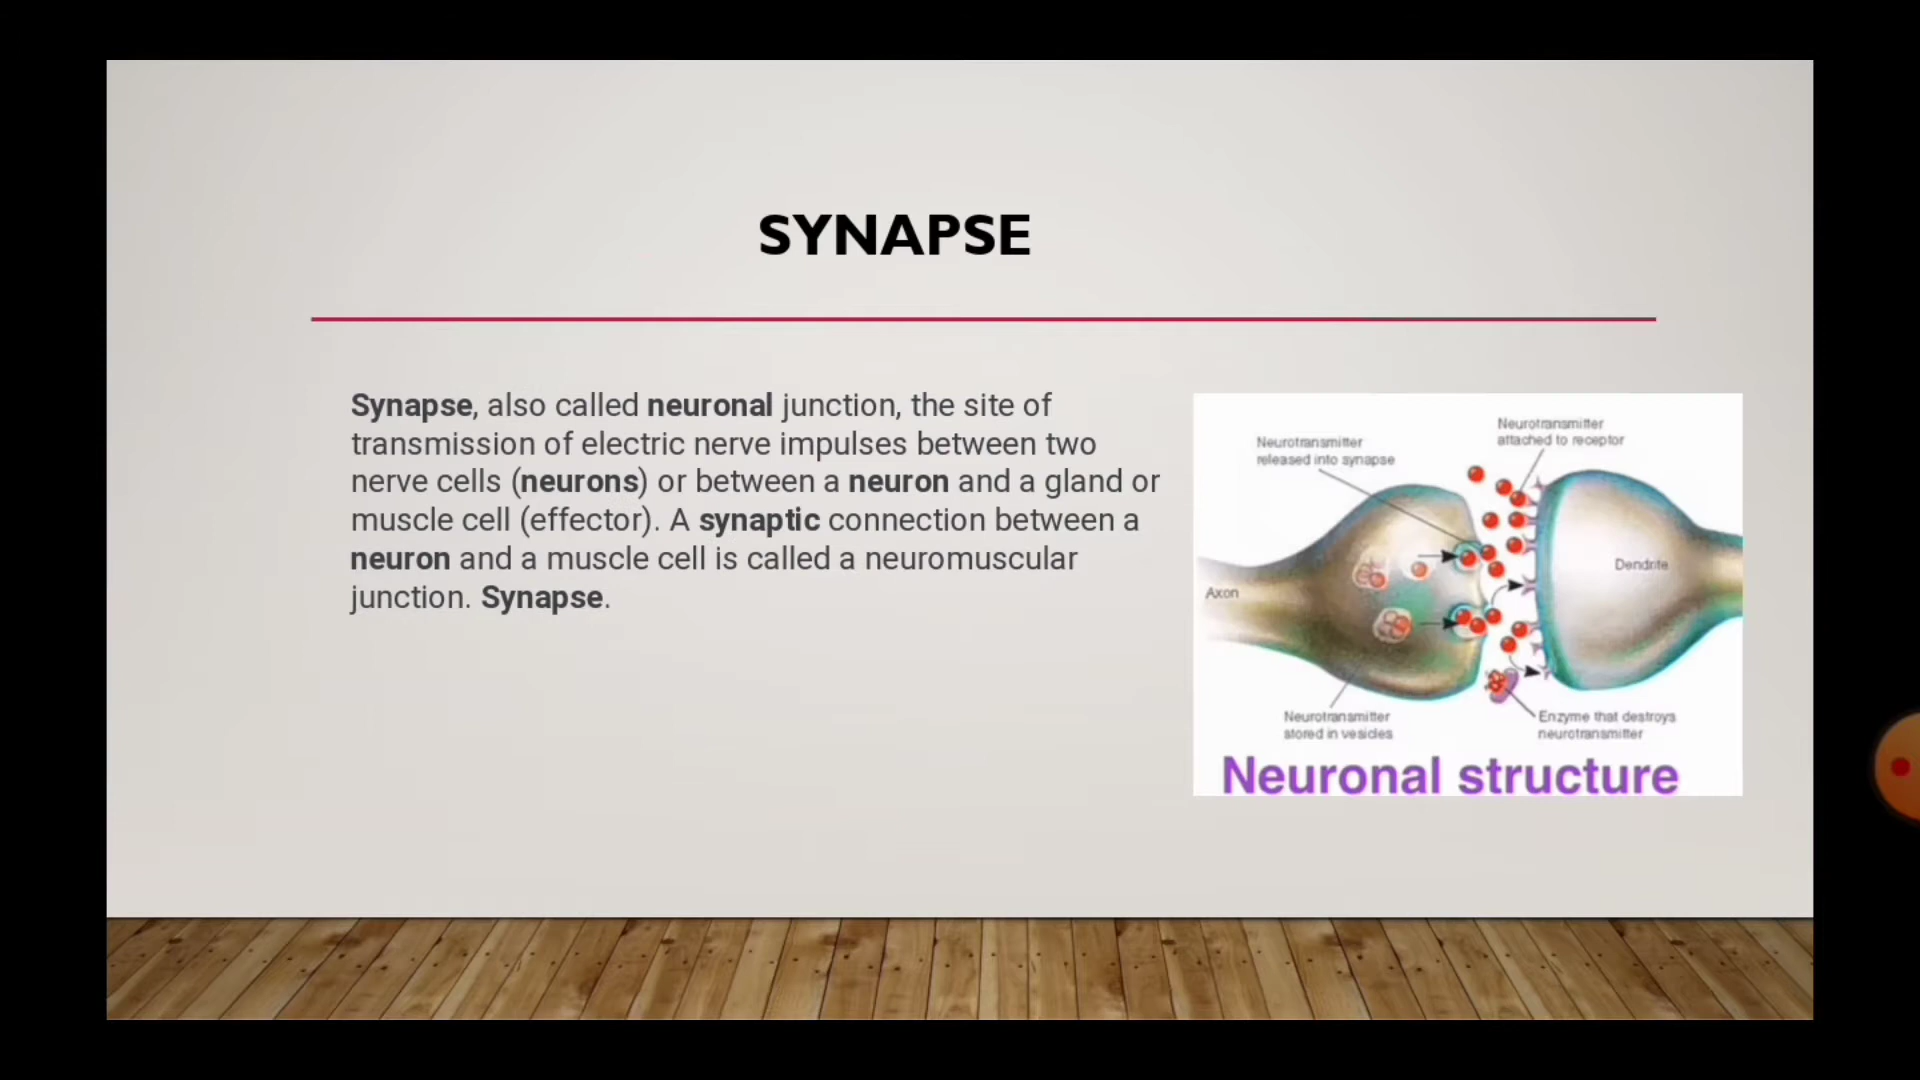 SYNAPSE
Synapse, also called neuronal junction, the site of
transmission of electric nerve impulses between two
nerve cells (neurons) or between a neuron and a gland or
muscle cell (effector). A synaptic connection between a
neuron and a muscle cell is called a neuromuscular
junction. Synapse.
Neurotransmitter
released into synapse
Neurotransmitter
attached to receptor
Axon
Dendrite
Neurotransmitter
stored in vesicles
Enzyme that destroys
neurotransmitter
Neuronal structure